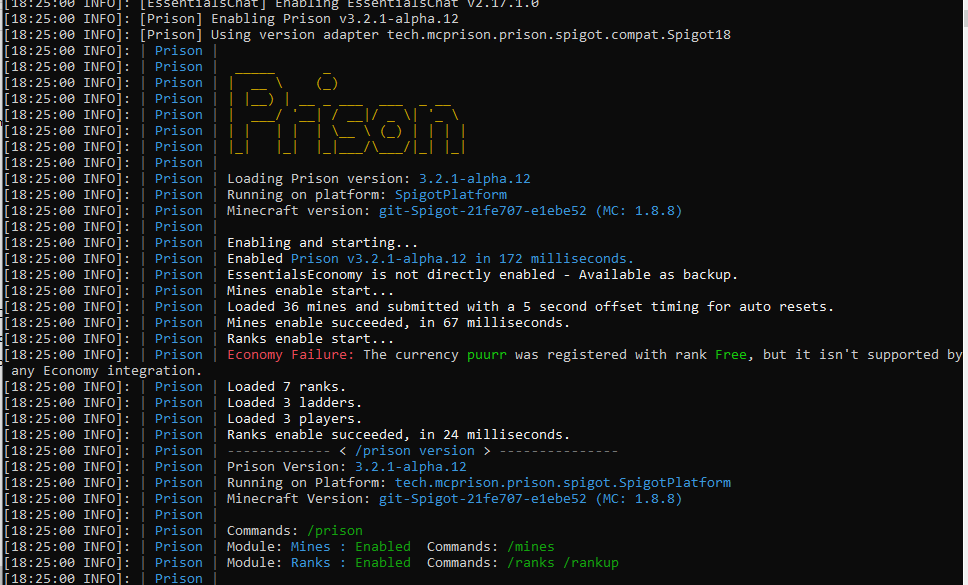 [18:25:00 INFO]: [EssentialsChat] Enabling EssentialsChat v2.17.1.0
[18:25:00 INFO]: [Prison] Enabling Prison v3.2.1-alpha.12
[18:25:00 INFO]: [Prison] Using version adapter tech.mcprison.prison.spigot.compat.Spigot18
[18:25:00 INFO]: | Prison |
[18:25:00 INFO]: | Prison |  _____      _
[18:25:00 INFO]: | Prison | |  __ \    (_)
[18:25:00 INFO]: | Prison | | |__) | __ _ ___  ___  _ __
[18:25:00 INFO]: | Prison | |  ___/ '__| / __|/ _ \| '_ \
[18:25:00 INFO]: | Prison | | |   | |  | \__ \ (_) | | | |
[18:25:00 INFO]: | Prison | |_|   |_|  |_|___/\___/|_| |_|
[18:25:00 INFO]: | Prison |
[18:25:00 INFO]: | Prison | Loading Prison version: 3.2.1-alpha.12
[18:25:00 INFO]: | Prison | Running on platform: SpigotPlatform
[18:25:00 INFO]: | Prison | Minecraft version: git-Spigot-21fe707-e1ebe52 (MC: 1.8.8)
[18:25:00 INFO]: | Prison |
[18:25:00 INFO]: | Prison | Enabling and starting...
[18:25:00 INFO]: | Prison | Enabled Prison v3.2.1-alpha.12 in 172 milliseconds.
[18:25:00 INFO]: | Prison | EssentialsEconomy is not directly enabled - Available as backup.
[18:25:00 INFO]: | Prison | Mines enable start...
[18:25:00 INFO]: | Prison | Loaded 36 mines and submitted with a 5 second offset timing for auto resets.
[18:25:00 INFO]: | Prison | Mines enable succeeded, in 67 milliseconds.
[18:25:00 INFO]: | Prison | Ranks enable start...
[18:25:00 INFO]: | Prison | Economy Failure: The currency puurr was registered with rank Free, but it isn't supported by
any Economy integration.
[18:25:00 INFO]: | Prison | Loaded 7 ranks.
[18:25:00 INFO]: | Prison | Loaded 3 ladders.
[18:25:00 INFO]: | Prison | Loaded 3 players.
[18:25:00 INFO]: | Prison | Ranks enable succeeded, in 24 milliseconds.
[18:25:00 INFO]: | Prison | ------------- < /prison version > ---------------
[18:25:00 INFO]: | Prison | Prison Version: 3.2.1-alpha.12
[18:25:00 INFO]: | Prison | Running on Platform: tech.mcprison.prison.spigot.SpigotPlatform
[18:25:00 INFO]: | Prison | Minecraft Version: git-Spigot-21fe707-e1ebe52 (MC: 1.8.8)
[18:25:00 INFO]: | Prison |
[18:25:00 INFO]: | Prison | Commands: /prison
[18:25:00 INFO]: | Prison | Module: Mines : Enabled  Commands: /mines
[18:25:00 INFO]: | Prison | Module: Ranks : Enabled  Commands: /ranks /rankup
[18:25:00 INFO]: | Prison |